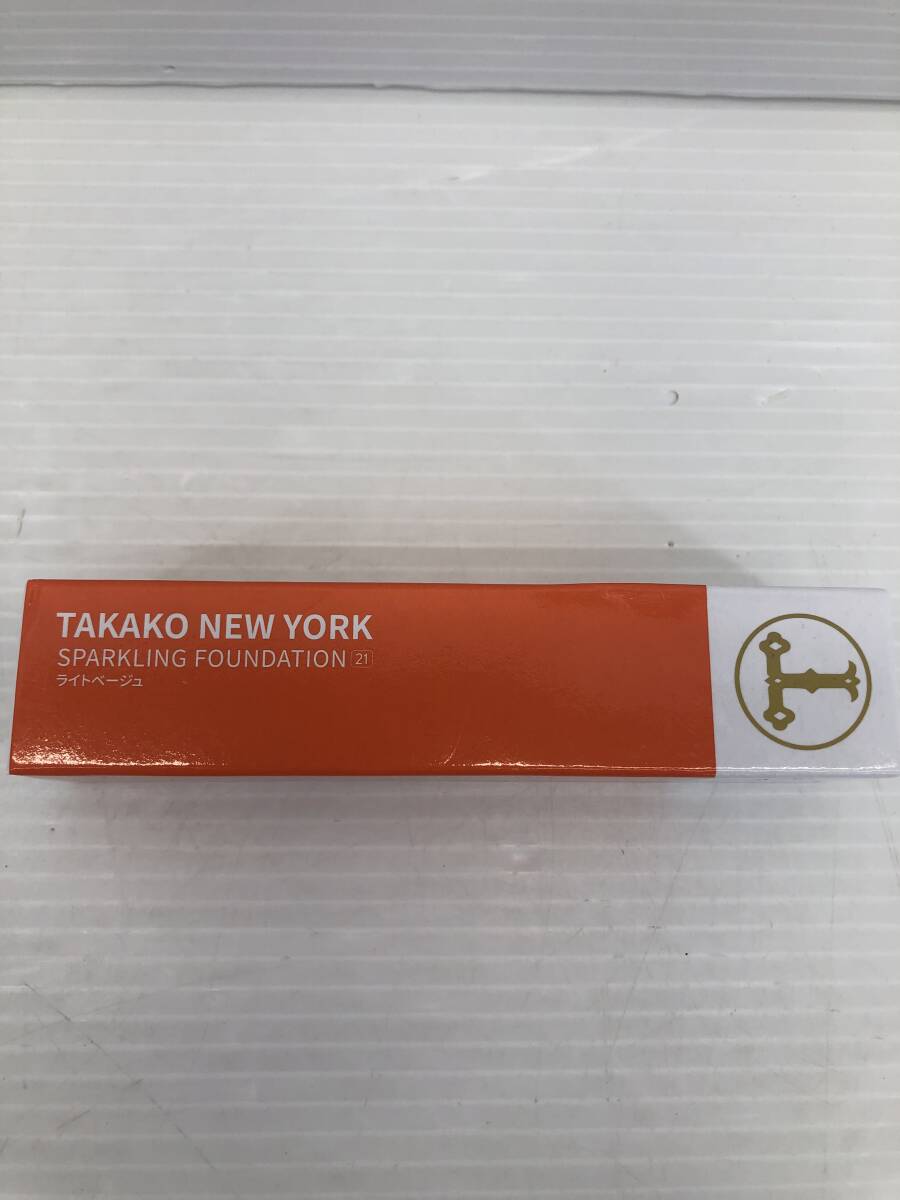 TAKAKO NEW YORK
SPARKLING FOUNDATION 21
ライトベージュ